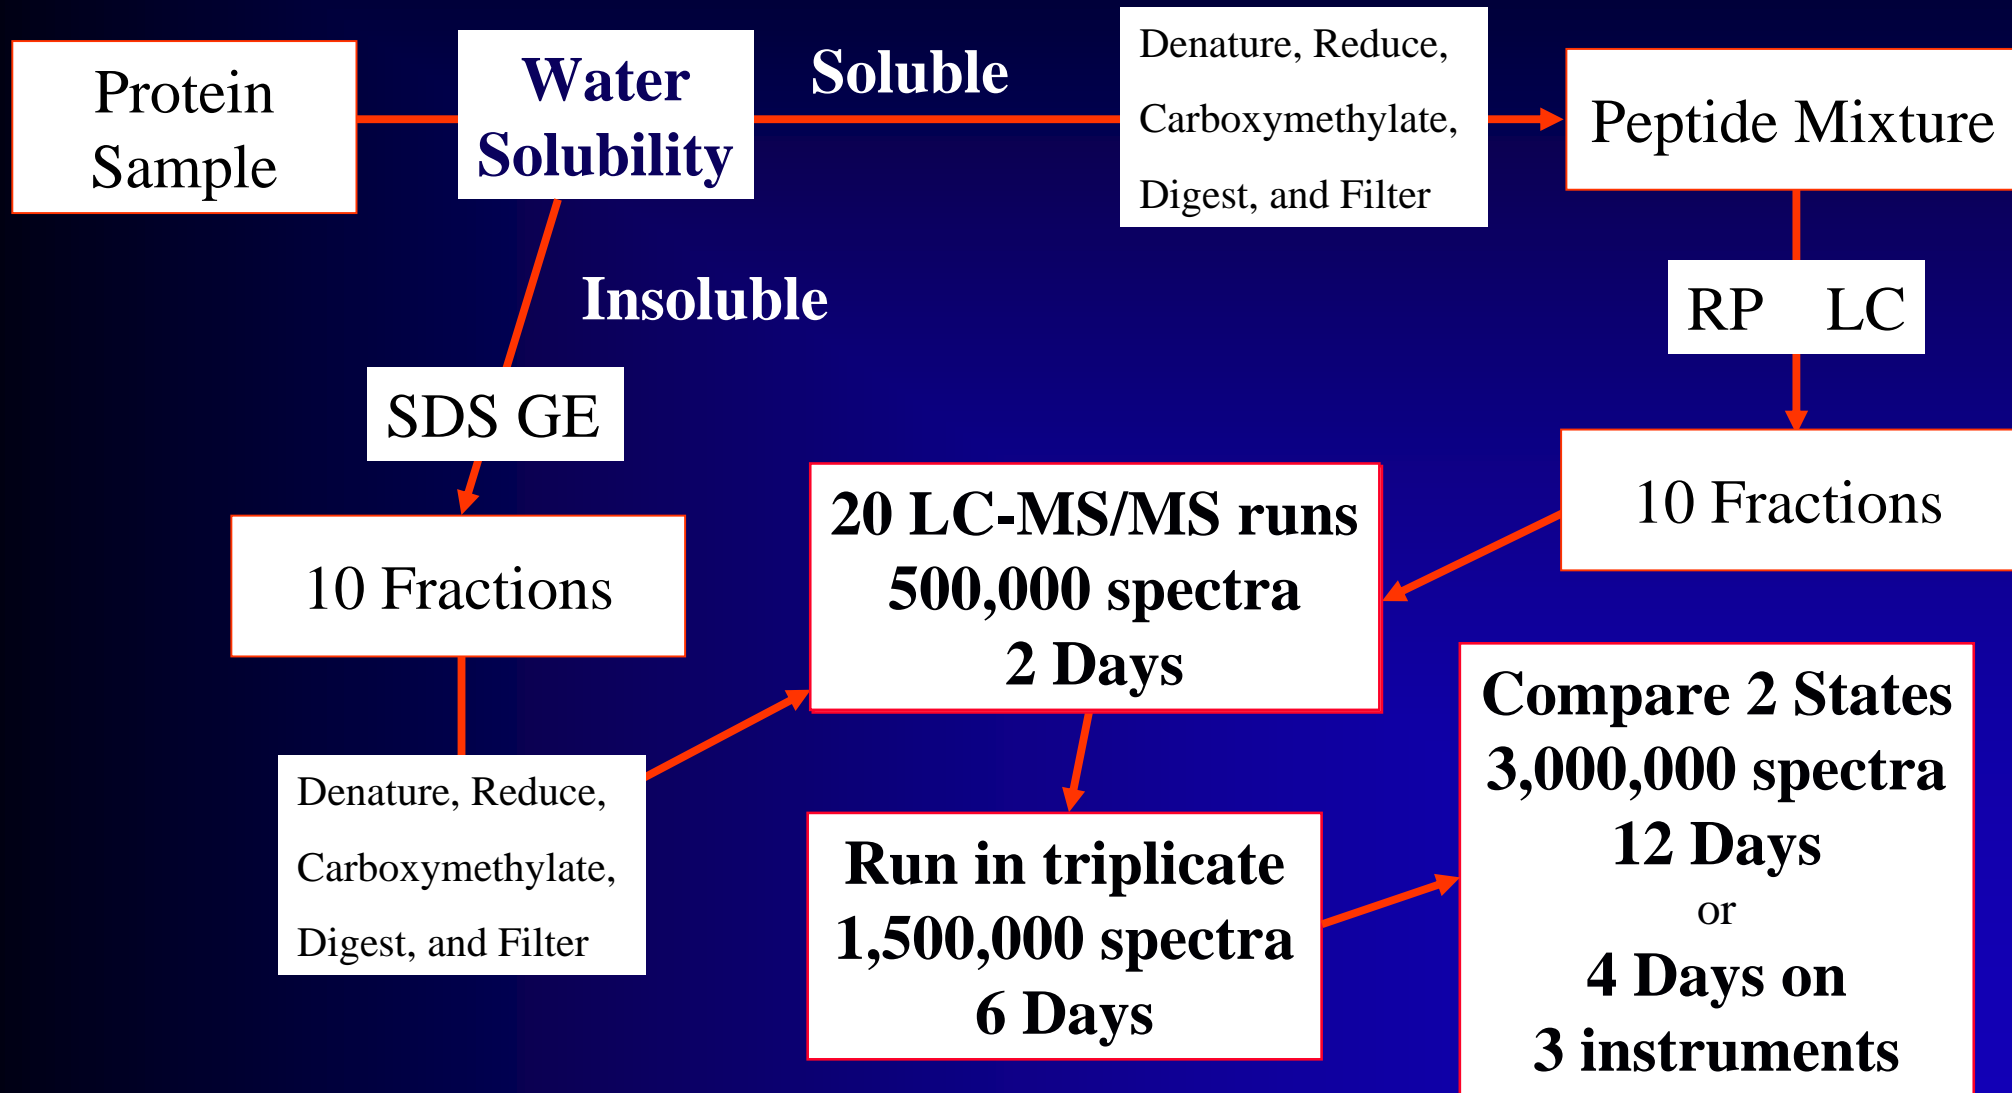 Protein
Sample
Water
Solubility
Soluble
Denature, Reduce,
Carboxymethylate,
Digest, and Filter
Peptide Mixture
RP LC
10 Fractions
Insoluble
SDS GE
10 Fractions
Denature, Reduce,
Carboxymethylate,
Digest, and Filter
20 LC-MS/MS runs
500,000 spectra
2 Days
Run in triplicate
1,500,000 spectra
6 Days
Compare 2 States
3,000,000 spectra
12 Days
or
4 Days on
3 instruments